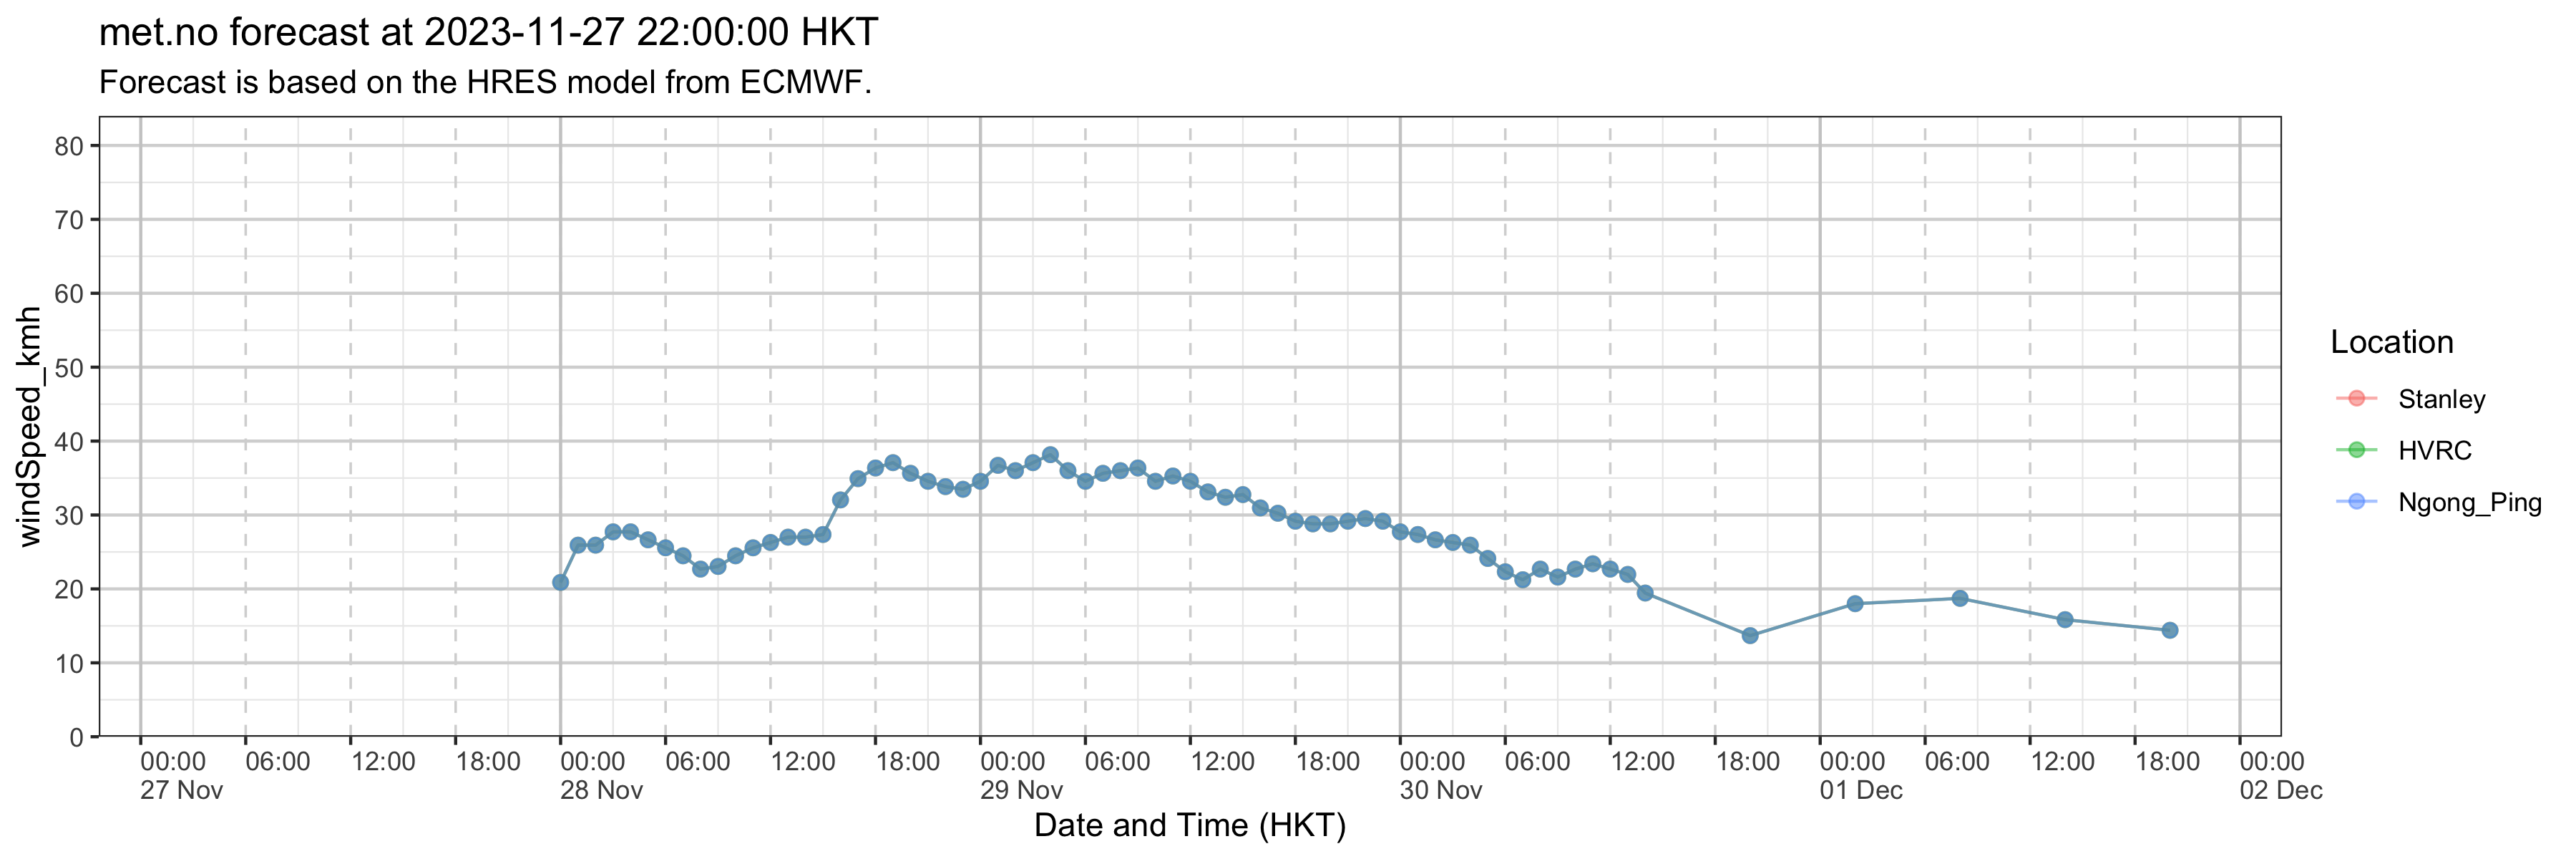 met.no forecast at 2023-11-27 22:00:00 HKT
Forecast is based on the HRES model from ECMWF.
windSpeed_kmh
80
70
60
50
40
30
20
10
0
00:00 06:00 12:00 18:00 00:00 06:00 12:00 18:00 00:00 06:00 12:00 18:00 00:00 06:00 12:00 18:00 00:00 06:00 12:00 18:00 00:00
27 Nov 28 Nov 29 Nov 30 Nov 01 Dec 02 Dec
Date and Time (HKT)
Location
Stanley
HVRC
Ngong_Ping